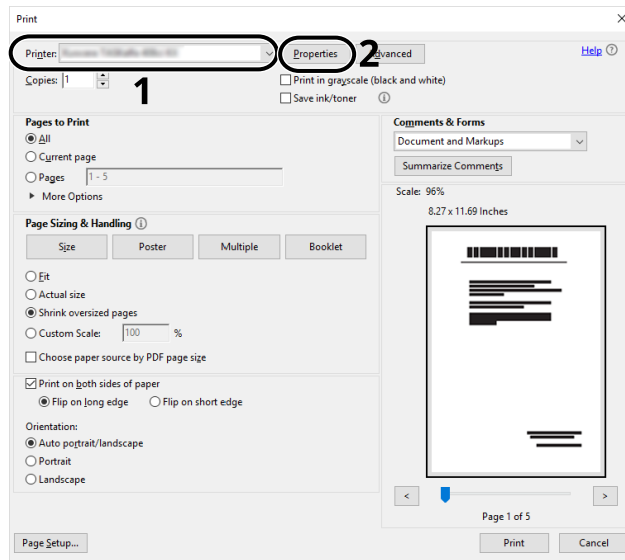 Print
Printer:
Properties
2
dvanced
Help
Copies: 1
1
Print in grayscale (black and white)
Save ink/toner
Pages to Print
All
Current page
Pages 1 - 5
More Options
Comments & Forms
Document and Markups
Summarize Comments
Scale: 96%
8.27 x 11.69 Inches
Page Sizing & Handling
Size Poster Multiple Booklet
Fit
Actual size
Shrink oversized pages
Custom Scale: 100 %
Choose paper source by PDF page size
Print on both sides of paper
Flip on long edge Flip on short edge
Orientation:
Auto portrait/landscape
Portrait
Landscape
< >
Page 1 of 5
Page Setup...
Print Cancel